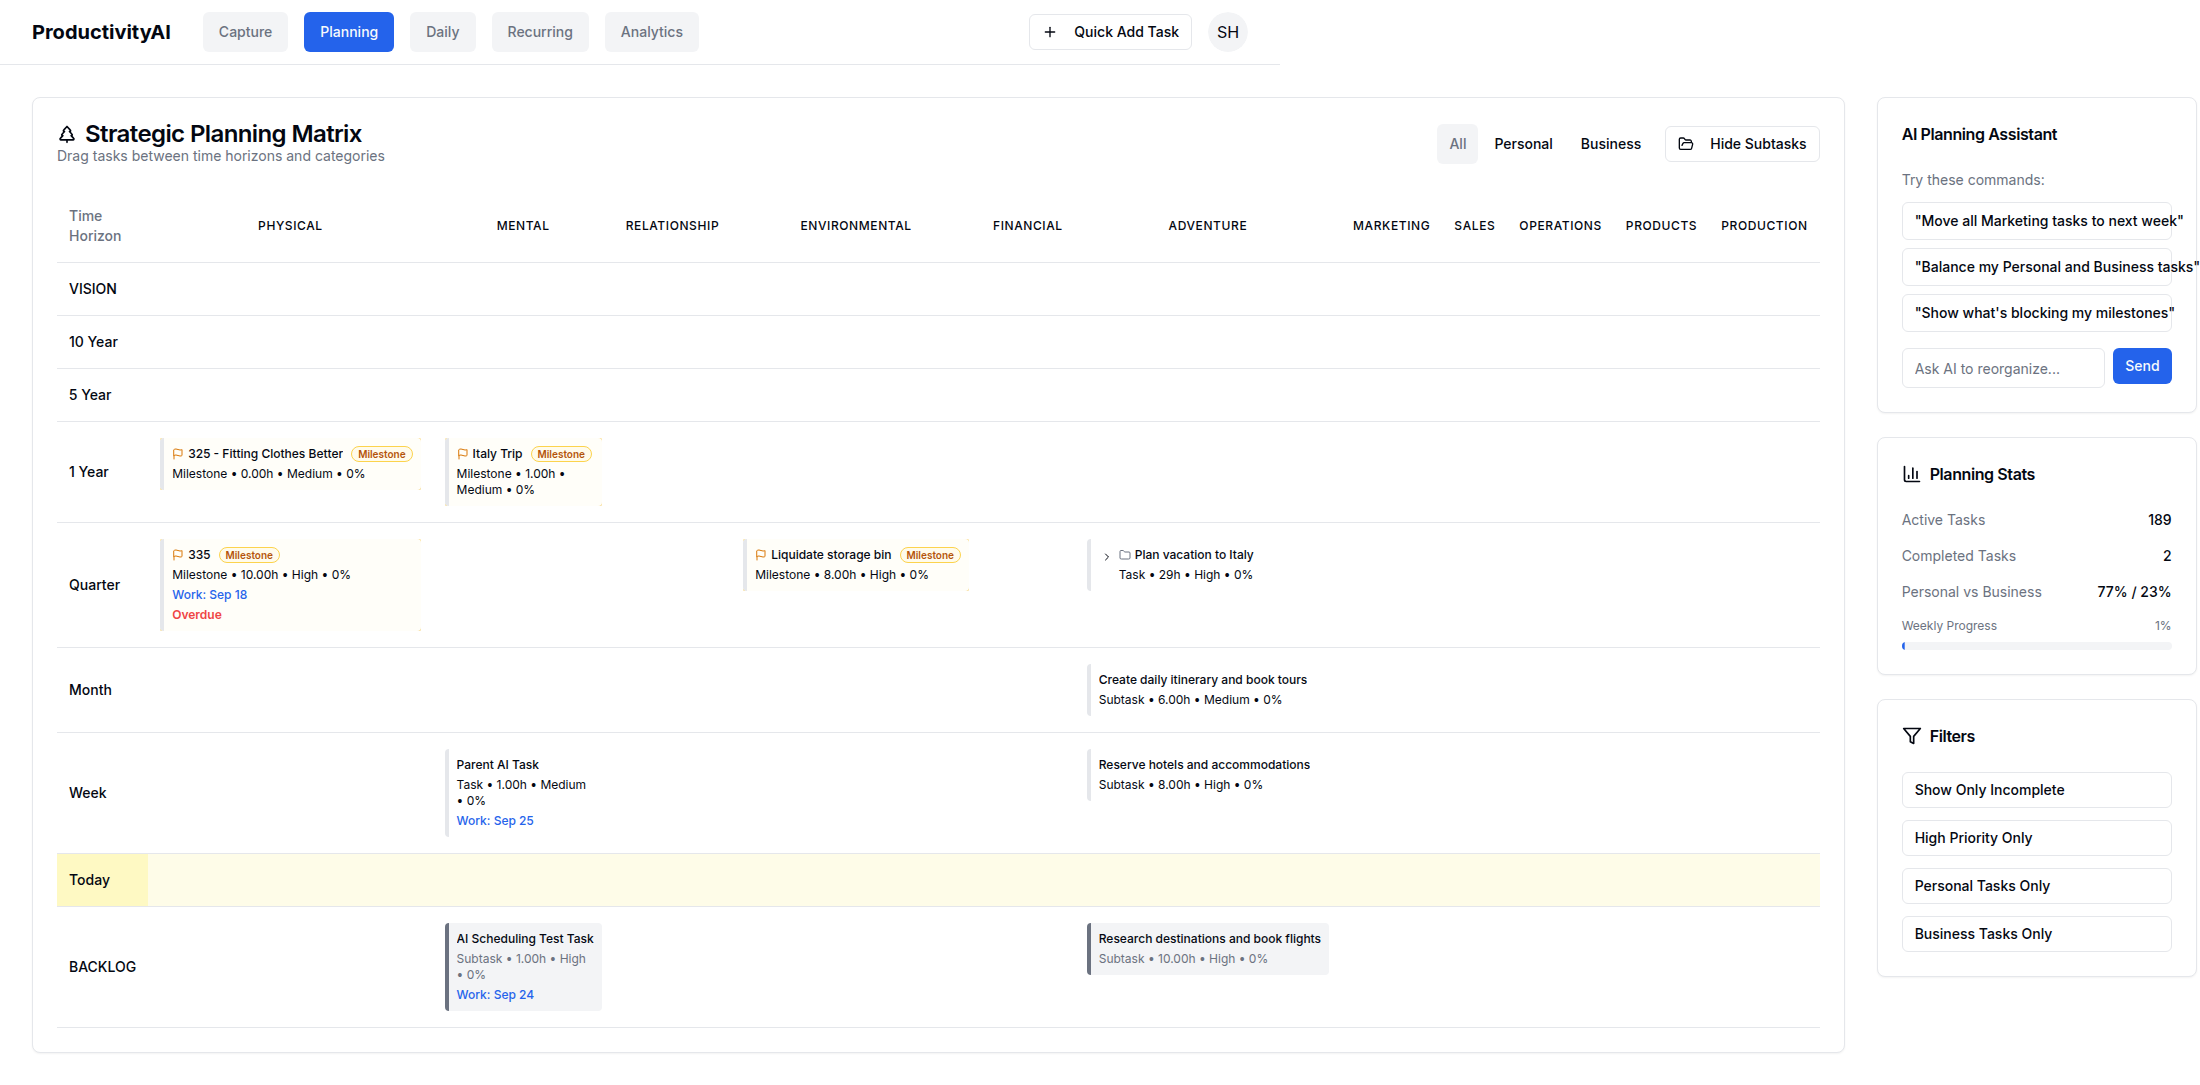 ProductivityAI
Capture
Planning
Daily
Recurring
Analytics
Quick Add Task
SH
Strategic Planning Matrix
Drag tasks between time horizons and categories
All
Personal
Business
Hide Subtasks
Time
Horizon
PHYSICAL
MENTAL
RELATIONSHIP
ENVIRONMENTAL
FINANCIAL
ADVENTURE
MARKETING
SALES
OPERATIONS
PRODUCTS
PRODUCTION
VISION
10 Year
5 Year
1 Year
325 - Fitting Clothes Better Milestone
Milestone • 0.00h • Medium • 0%
Italy Trip Milestone
Milestone • 1.00h •
Medium • 0%
Quarter
335 Milestone
Milestone • 10.00h • High • 0%
Work: Sep 18
Overdue
Liquidate storage bin Milestone
Milestone • 8.00h • High • 0%
Plan vacation to Italy
Task • 29h • High • 0%
Month
Create daily itinerary and book tours
Subtask • 6.00h • Medium • 0%
Week
Parent AI Task
Task • 1.00h • Medium
• 0%
Work: Sep 25
Reserve hotels and accommodations
Subtask • 8.00h • High • 0%
Today
BACKLOG
AI Scheduling Test Task
Subtask • 1.00h • High
• 0%
Work: Sep 24
Research destinations and book flights
Subtask • 10.00h • High • 0%
AI Planning Assistant
Try these commands:
"Move all Marketing tasks to next week"
"Balance my Personal and Business tasks"
"Show what's blocking my milestones"
Ask AI to reorganize...
Send
Planning Stats
Active Tasks 189
Completed Tasks 2
Personal vs Business 77% / 23%
Weekly Progress 1%
Filters
Show Only Incomplete
High Priority Only
Personal Tasks Only
Business Tasks Only